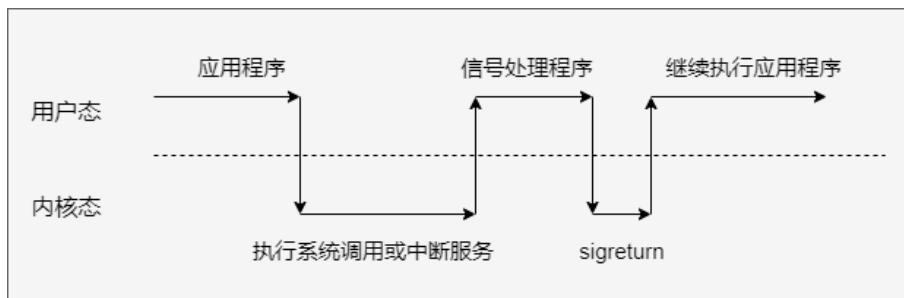 应用程序
信号处理程序
继续执行应用程序
用户态
内核态
执行系统调用或中断服务
sigreturn